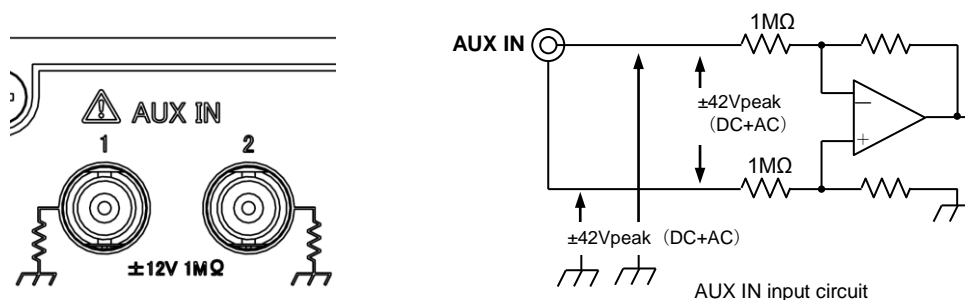 AUX IN
1 2
±12V 1MΩ
1MΩ
AUX IN
±42Vpeak
（DC+AC）
−
+
1MΩ
±42Vpeak（DC+AC）
AUX IN input circuit